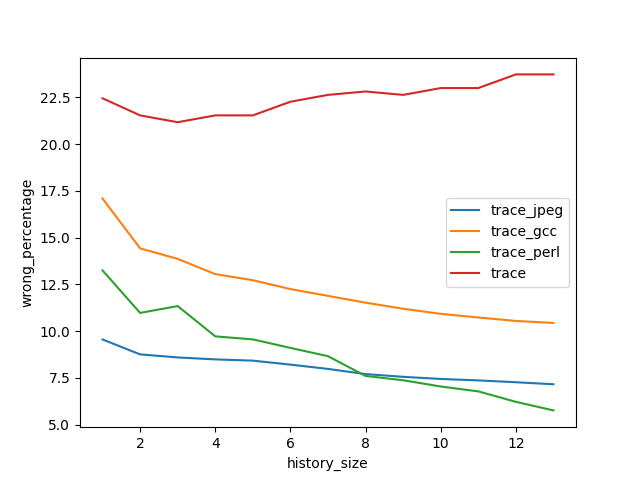 22.5
20.0
17.5
15.0
12.5
10.0
7.5
5.0
wrong_percentage
trace_jpeg
trace_gcc
trace_perl
trace
2 4 6 8 10 12
history_size